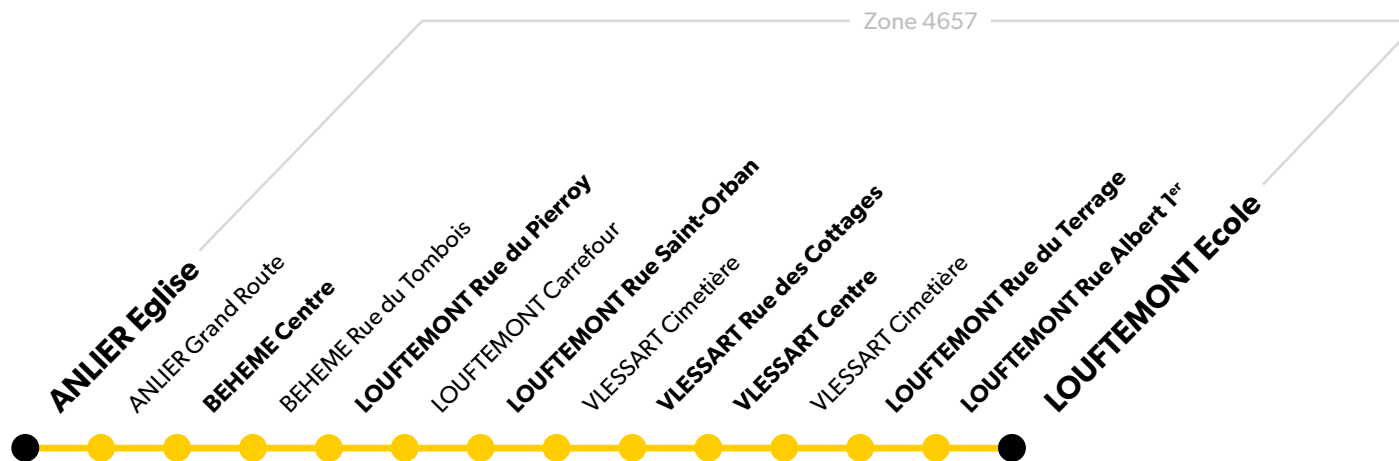 Zone 4657
ANLIER Eglise
ANLIER Grand Route
BEHEME Centre
BEHEME Rue du Tombois
LOUFTEMONT Rue du Pierroy
LOUFTEMONT Carrefour
LOUFTEMONT Rue Saint-Orban
VLESSART Cimetière
VLESSART Rue des Cottages
VLESSART Centre
VLESSART Cimetière
LOUFTEMONT Rue du Terrage
LOUFTEMONT Rue Albert 1er
LOUFTEMONT Ecole